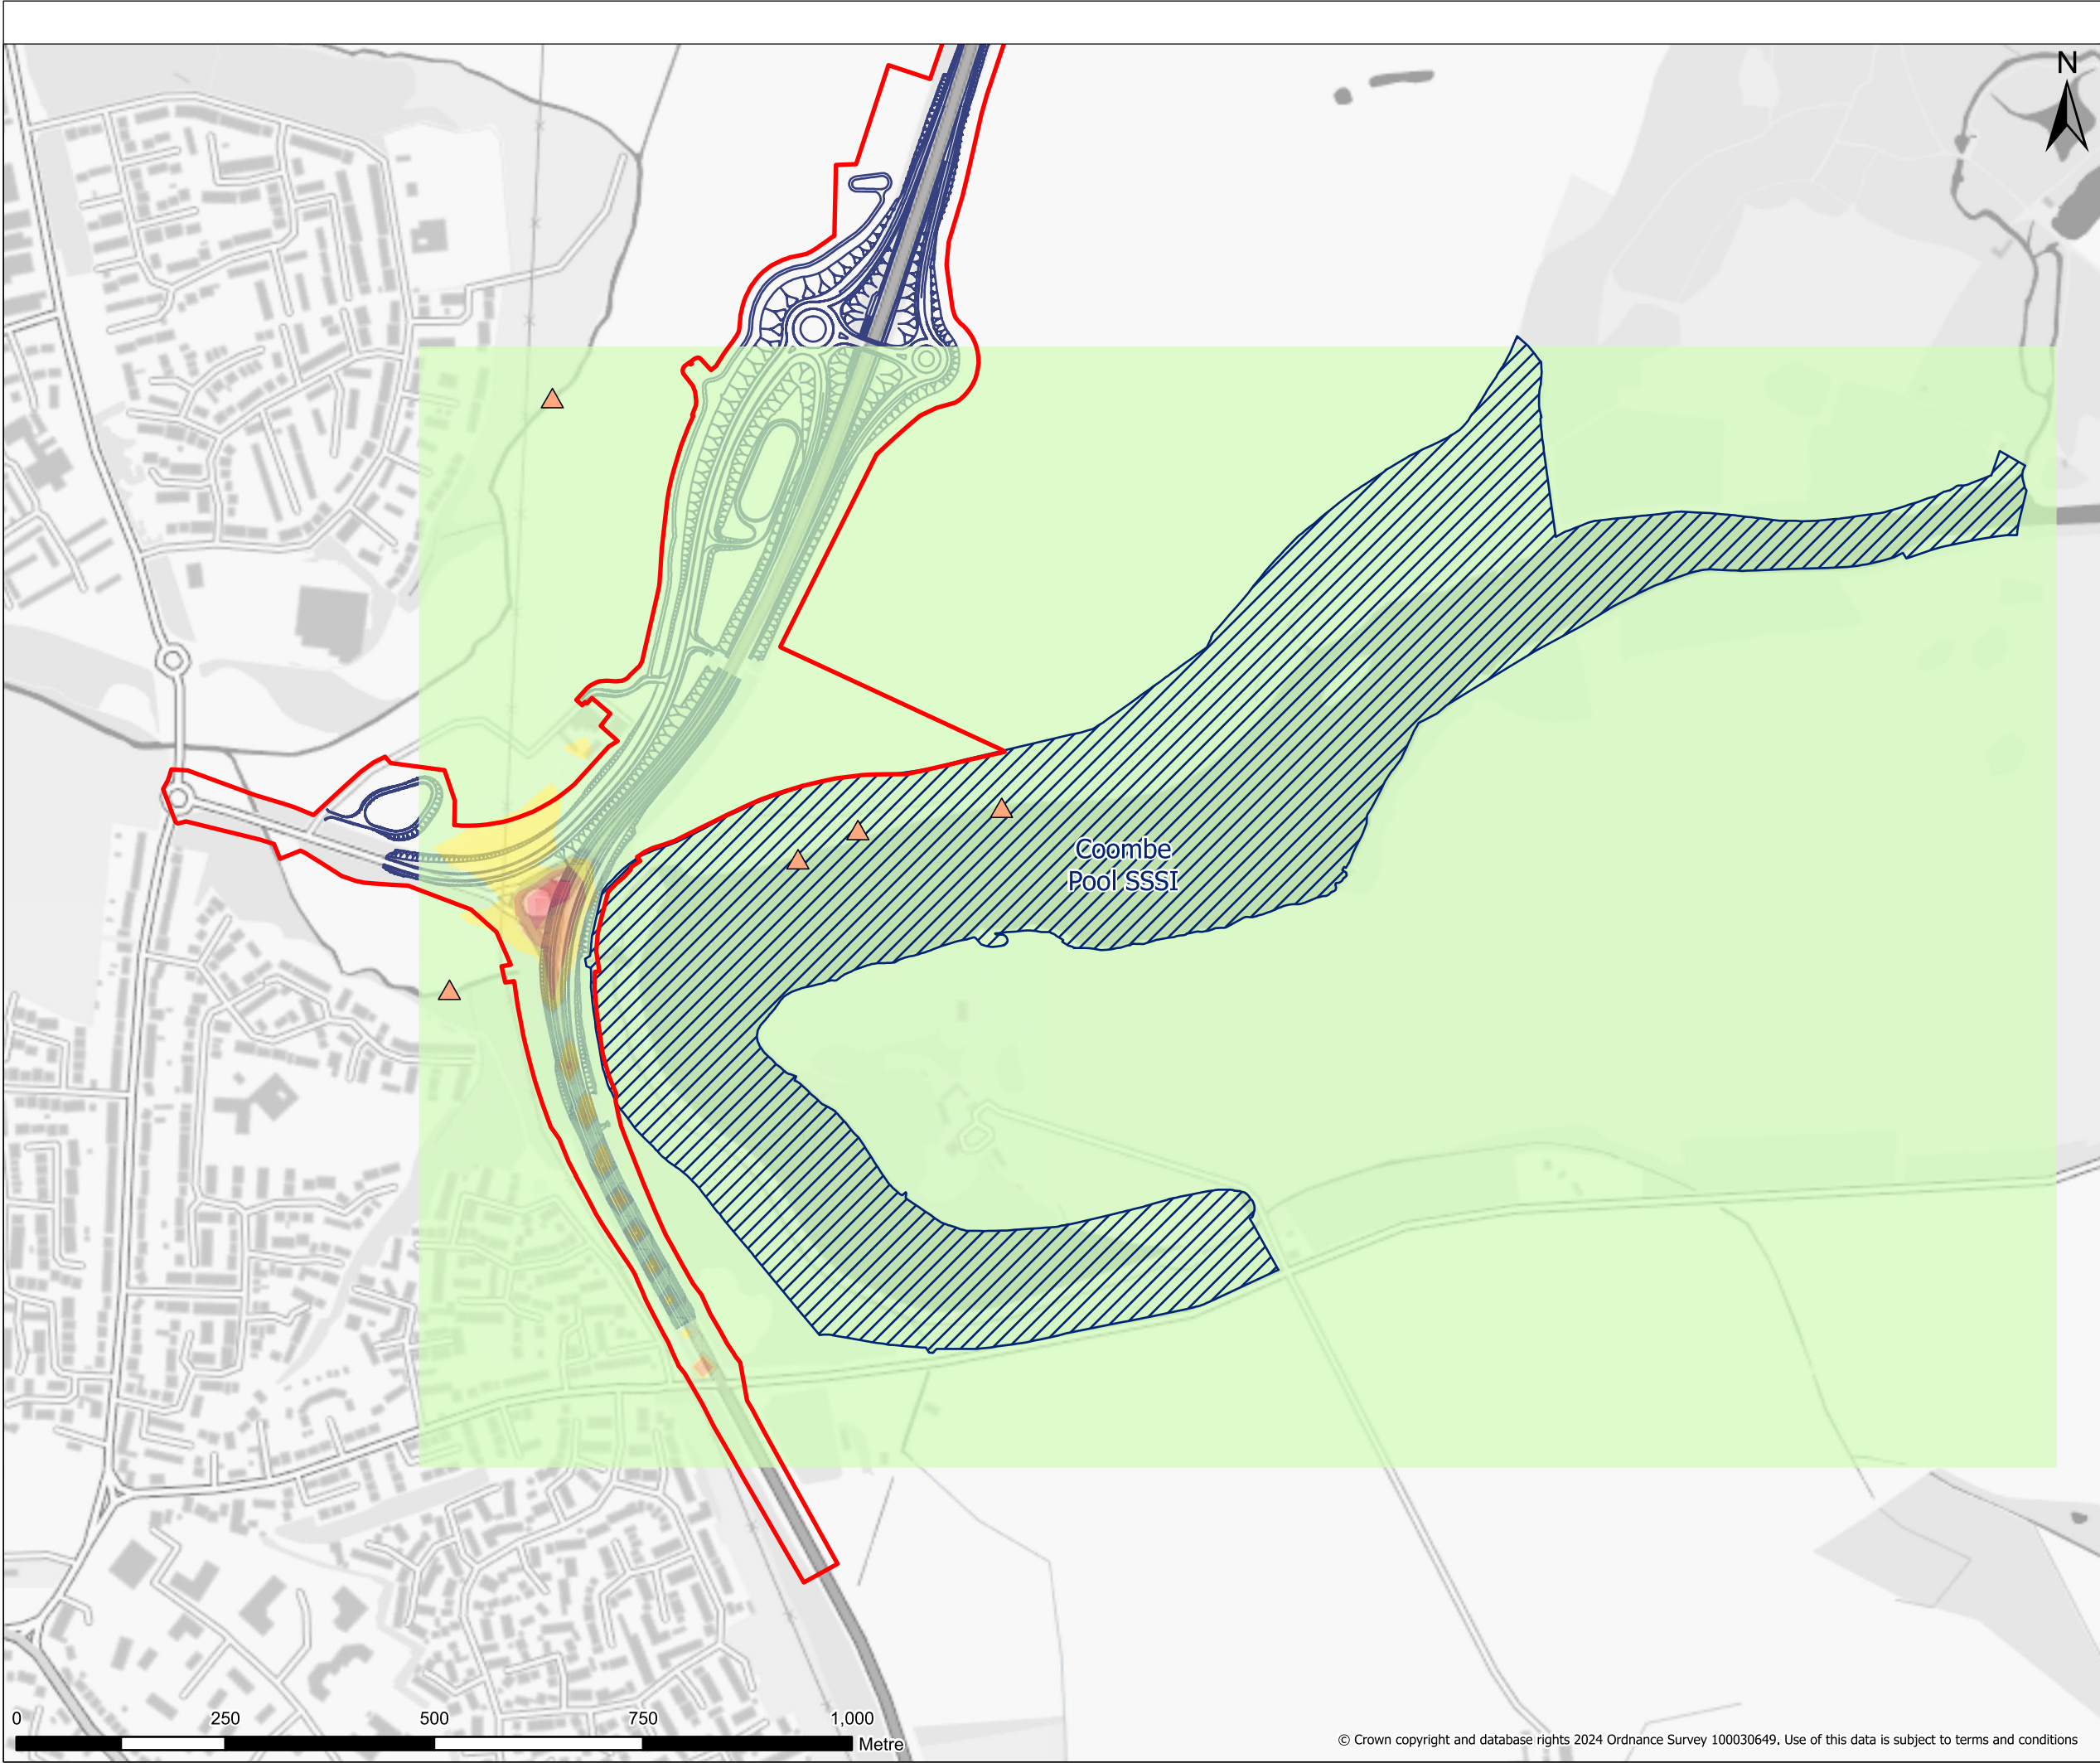 N
Coombe
Pool SSSI
0 250 500 750 1,000
Metre
© Crown copyright and database rights 2024 Ordnance Survey 100030649. Use of this data is subject to terms and conditions